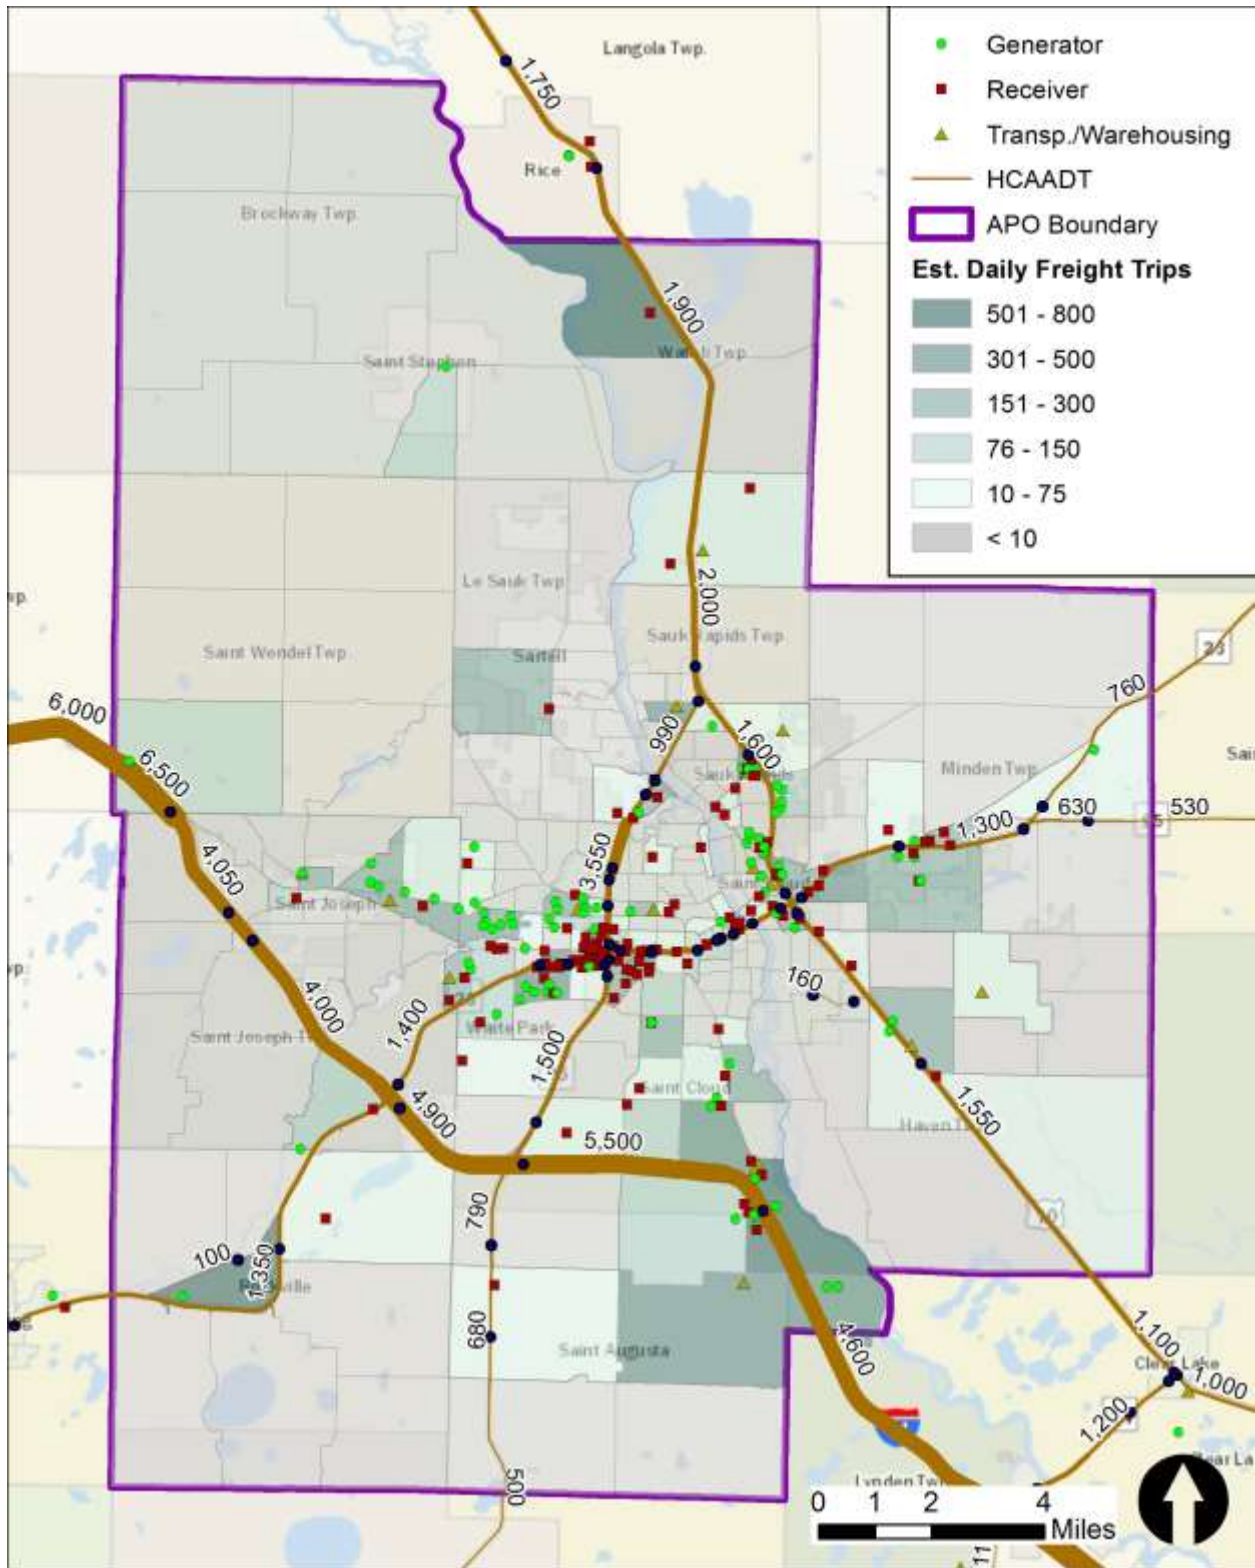 Langola Twp.
1,750
Rice
Generator
Receiver
Transp./Warehousing
HCAADT
APO Boundary
Est. Daily Freight Trips
501 - 800
301 - 500
151 - 300
76 - 150
10 - 75
< 10
Brockway Twp.
1,900
Saint Stephen
Le Sauk Twp.
2,000
Sauk Rapids Twp.
Saint Wendel Twp.
Sartell
23
760
6,000
6,500
990
1,600
Minden Twp.
1,300
630
530
4,050
3,550
Saint Joseph
4,000
1,400
160
Waite Park
1,500
Saint Cloud
4,900
5,500
1,550
10
790
100
1,350
680
Saint Augusta
4,600
1,100
Clear Lake
1,000
1,200
500
Lynden Tw
0 1 2 4
Miles
11